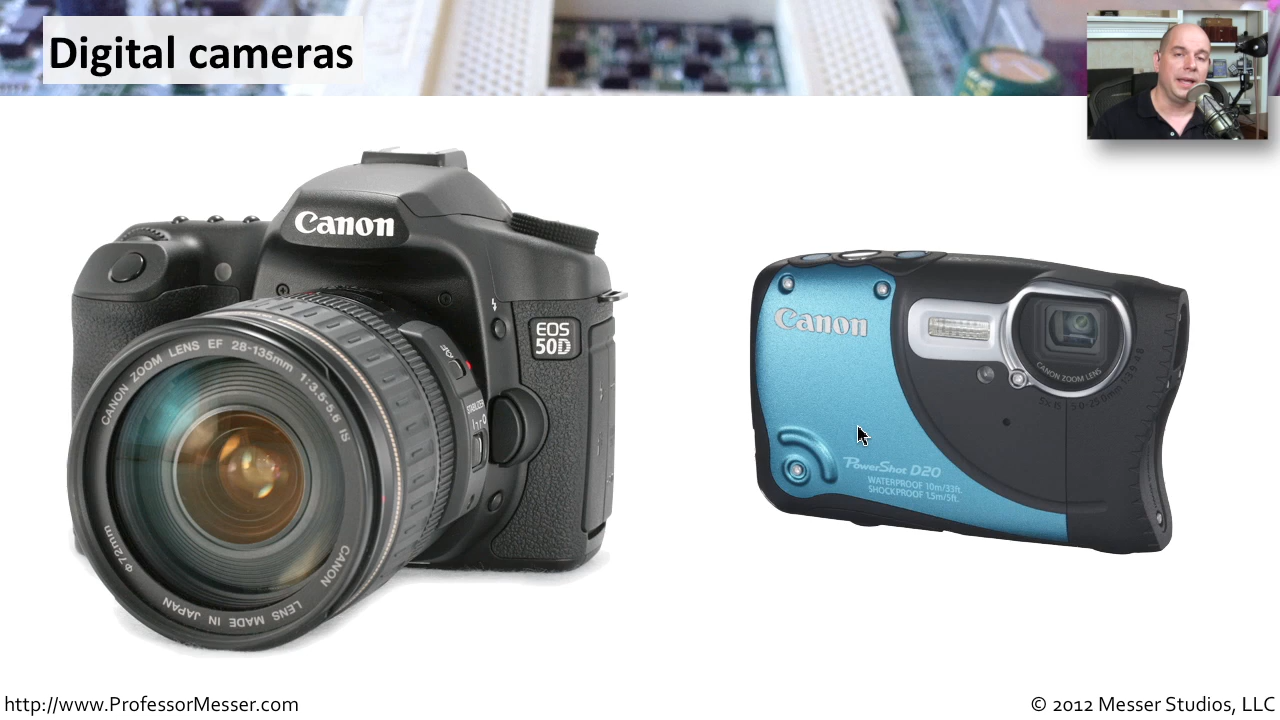 Digital cameras
Canon
EOS
50D
CANON ZOOM LENS EF 28-135mm 1:3.5-5.6 IS
STABILIZER
Φ72mm
CANON
LENS MADE IN JAPAN
Canon
CANON ZOOM LENS
PowerShot D20
WATERPROOF 10m/33ft.
SHOCKPROOF 1.5m/5ft.
http://www.ProfessorMesser.com
© 2012 Messer Studios, LLC